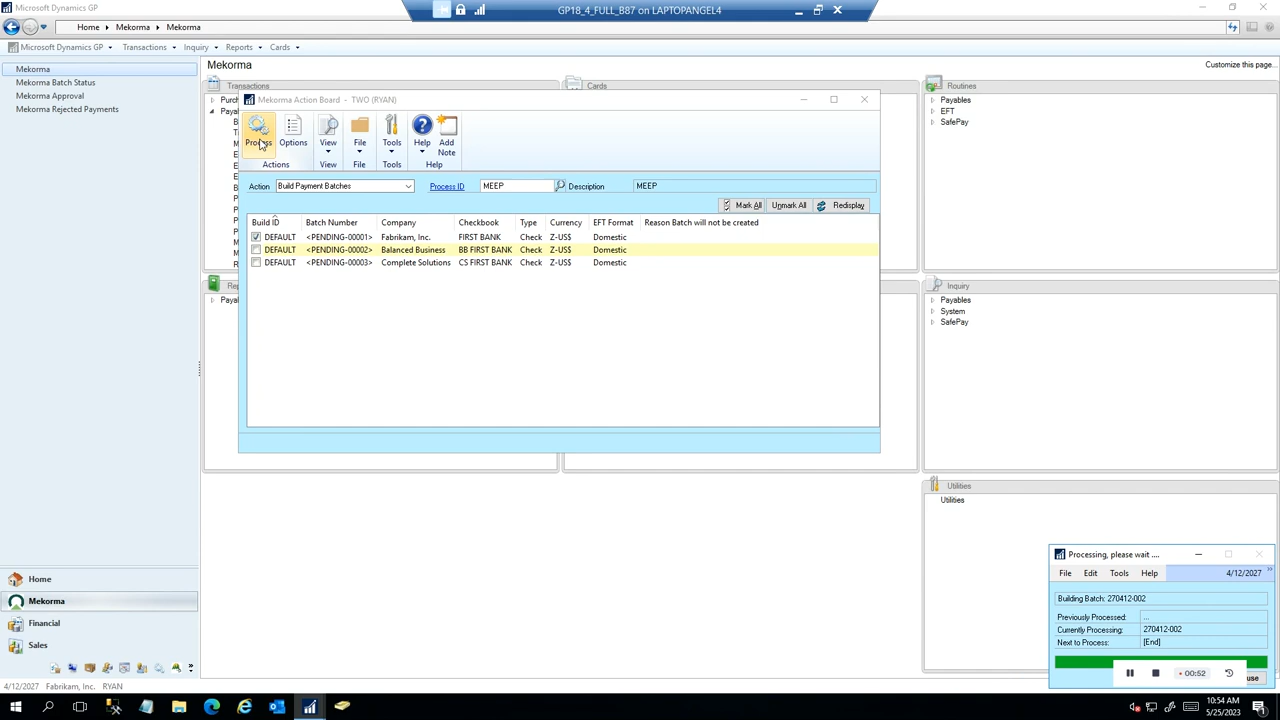 Microsoft Dynamics GP
GP18_4_FULL_B87 on LAPTOPANGEL4
Home Mekorma Mekorma
Microsoft Dynamics GP Transactions Inquiry Reports Cards
Mekorma
Mekorma Batch Status
Mekorma Approval
Mekorma Rejected Payments
Mekorma
Customize this page...
Transactions
Cards
Routines
Payables
EFT
SafePay
Mekorma Action Board - TWO (RYAN)
Process Options View File Tools Help Add Note
Actions View File Tools Help
Action Build Payment Batches Process ID MEEP Description MEEP
Mark All Unmark All Redisplay
Build ID Batch Number Company Checkbook Type Currency EFT Format Reason Batch will not be created
DEFAULT <PENDING-00001> Fabrikam, Inc. FIRST BANK Check Z-US$ Domestic
DEFAULT <PENDING-00002> Balanced Business BB FIRST BANK Check Z-US$ Domestic
DEFAULT <PENDING-00003> Complete Solutions CS FIRST BANK Check Z-US$ Domestic
Inquiry
Payables
System
SafePay
Utilities
Utilities
Home
Mekorma
Financial
Sales
Processing, please wait ....
File Edit Tools Help 4/12/2027
Building Batch: 270412-002
Previously Processed: ...
Currently Processing: 270412-002
Next to Process: [End]
00:52
4/12/2027 Fabrikam, Inc. RYAN
10:54 AM
5/25/2023